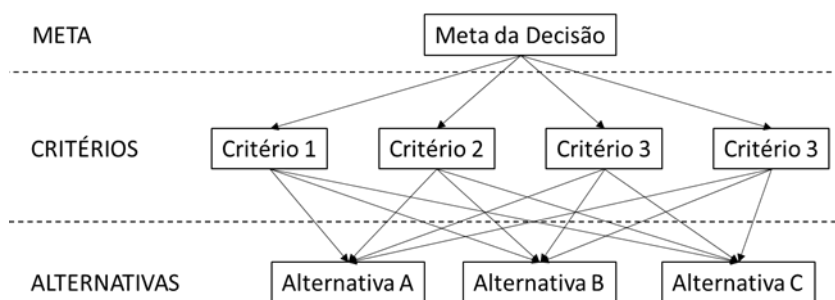 META
Meta da Decisão
CRITÉRIOS
Critério 1
Critério 2
Critério 3
Critério 3
ALTERNATIVAS
Alternativa A
Alternativa B
Alternativa C